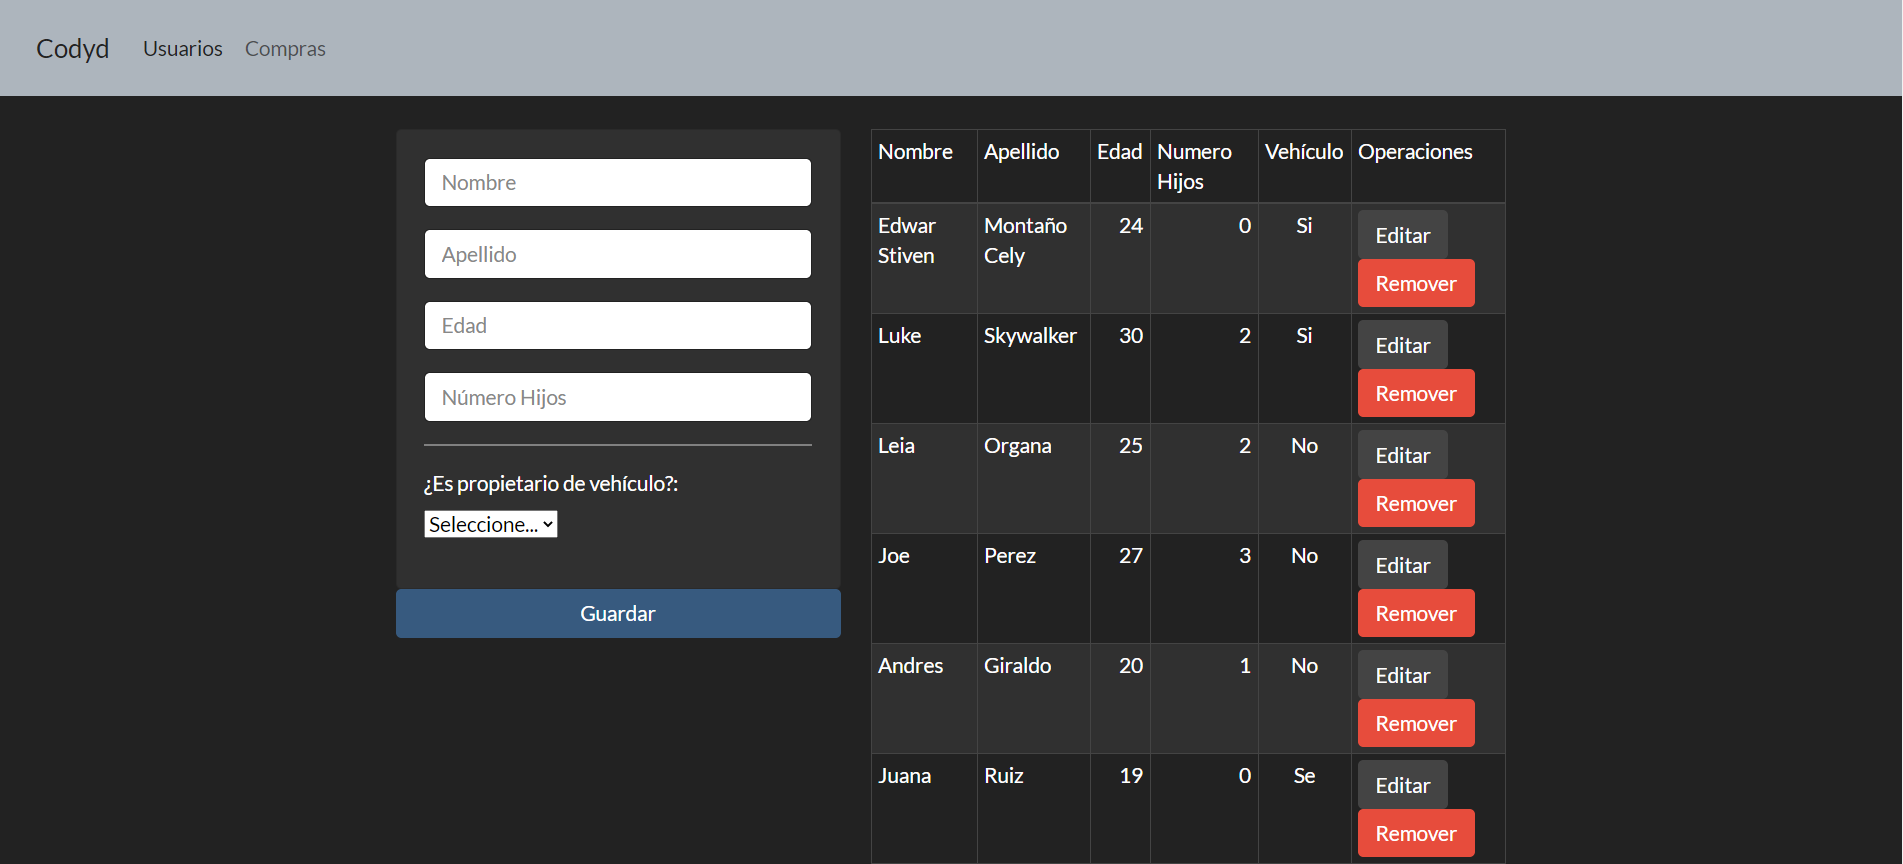 Codyd Usuarios Compras
Nombre
Apellido
Edad
Número Hijos
¿Es propietario de vehículo?:
Seleccione...
Guardar
Nombre Apellido Edad Numero Hijos Vehículo Operaciones
Edwar Stiven Montaño Cely 24 0 Si Editar Remover
Luke Skywalker 30 2 Si Editar Remover
Leia Organa 25 2 No Editar Remover
Joe Perez 27 3 No Editar Remover
Andres Giraldo 20 1 No Editar Remover
Juana Ruiz 19 0 Se Editar Remover